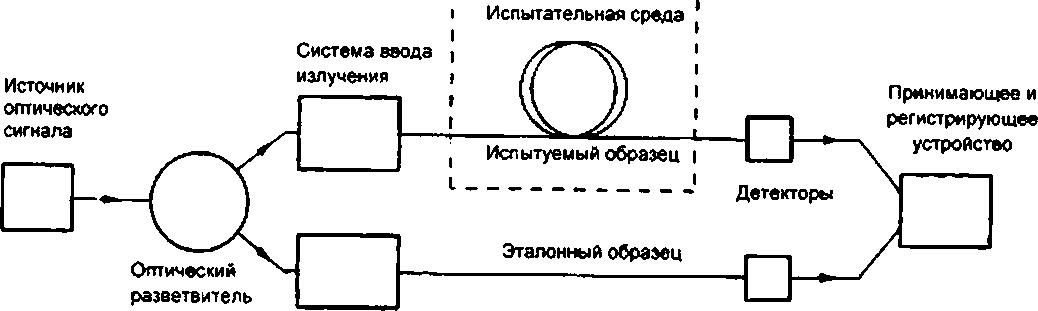 Испытательная среда
Система ввода
излучения
Источник
оптического
сигнала
Принимающее и
регистрирующее
устройство
Испытуемый образец
Детекторы
Эталонный образец
Оптический
разветвитель